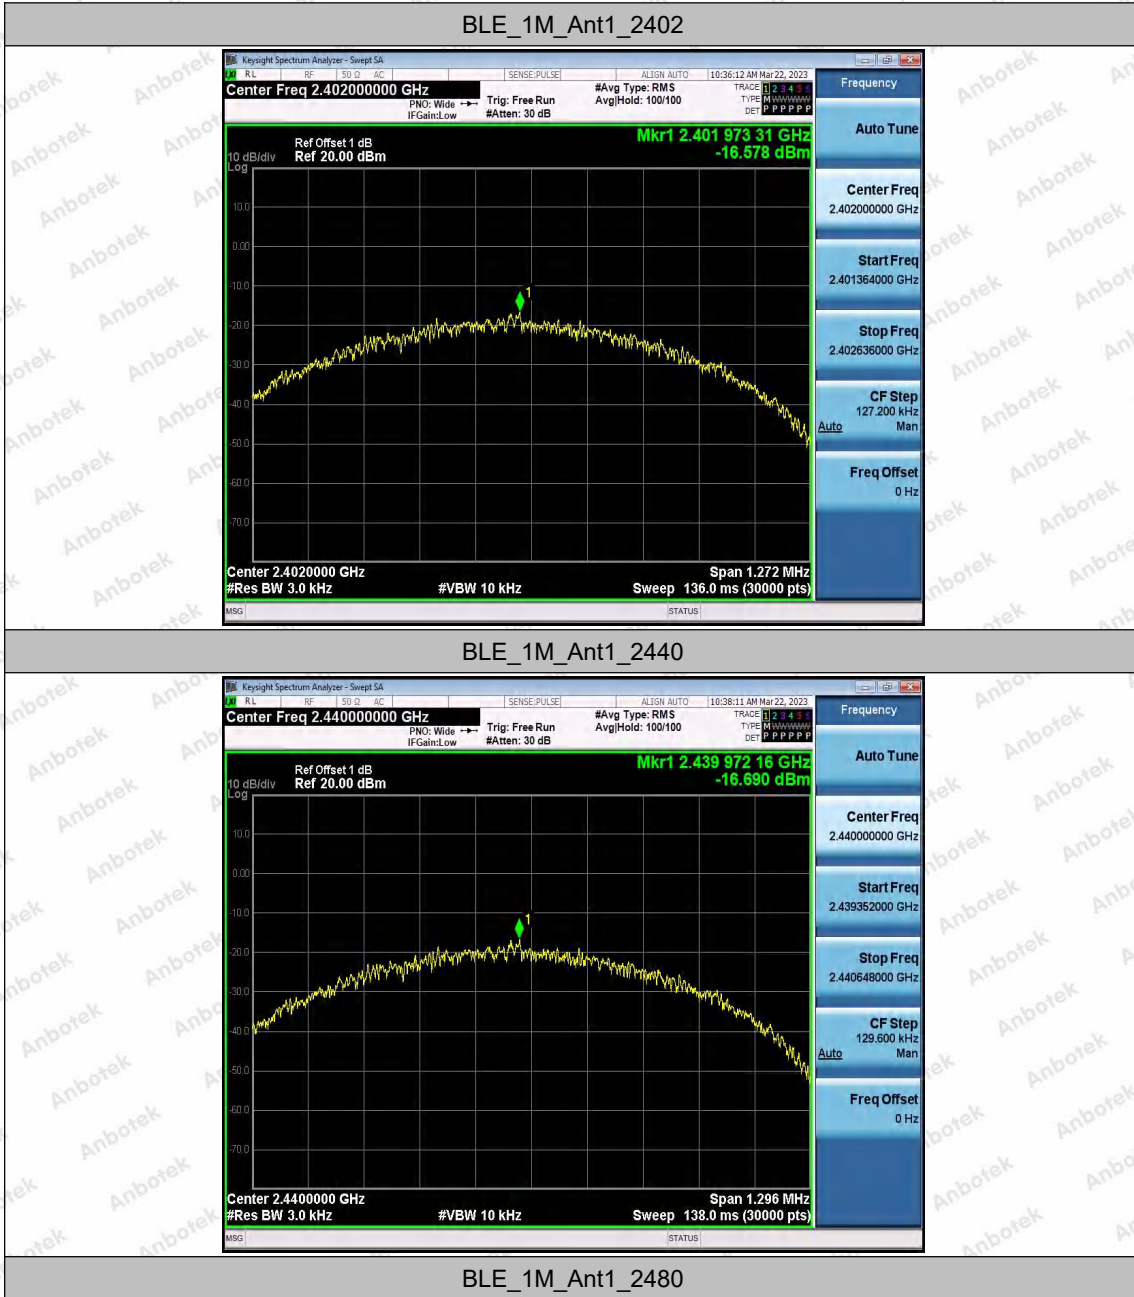 BLE_1M_Ant1_2402
Keysight Spectrum Analyzer - Swept SA
RL RF 50 Ω AC SENSE:PULSE ALIGN AUTO 10:36:12 AM Mar 22, 2023
Center Freq 2.402000000 GHz
PNO: Wide
IFGain:Low
Trig: Free Run
#Atten: 30 dB
#Avg Type: RMS
Avg|Hold: 100/100
TRACE 1 2 3 4 5 6
TYPE M WWWWW
DET P P P P P P
Frequency
Mkr1 2.401 973 31 GHz
-16.578 dBm
Ref Offset 1 dB
10 dB/div Ref 20.00 dBm
Log
10.0
0.00
-10.0
-20.0
-30.0
-40.0
-50.0
-60.0
-70.0
1
Center 2.4020000 GHz Span 1.272 MHz
#Res BW 3.0 kHz #VBW 10 kHz Sweep 136.0 ms (30000 pts)
MSG STATUS
Auto Tune
Center Freq
2.402000000 GHz
Start Freq
2.401364000 GHz
Stop Freq
2.402636000 GHz
CF Step
127.200 kHz
Auto Man
Freq Offset
0 Hz
BLE_1M_Ant1_2440
Keysight Spectrum Analyzer - Swept SA
RL RF 50 Ω AC SENSE:PULSE ALIGN AUTO 10:38:11 AM Mar 22, 2023
Center Freq 2.440000000 GHz
PNO: Wide
IFGain:Low
Trig: Free Run
#Atten: 30 dB
#Avg Type: RMS
Avg|Hold: 100/100
TRACE 1 2 3 4 5 6
TYPE M WWWWW
DET P P P P P P
Frequency
Mkr1 2.439 972 16 GHz
-16.690 dBm
Ref Offset 1 dB
10 dB/div Ref 20.00 dBm
Log
10.0
0.00
-10.0
-20.0
-30.0
-40.0
-50.0
-60.0
-70.0
1
Center 2.4400000 GHz Span 1.296 MHz
#Res BW 3.0 kHz #VBW 10 kHz Sweep 138.0 ms (30000 pts)
MSG STATUS
Auto Tune
Center Freq
2.440000000 GHz
Start Freq
2.439352000 GHz
Stop Freq
2.440648000 GHz
CF Step
129.600 kHz
Auto Man
Freq Offset
0 Hz
BLE_1M_Ant1_2480
Anbotek